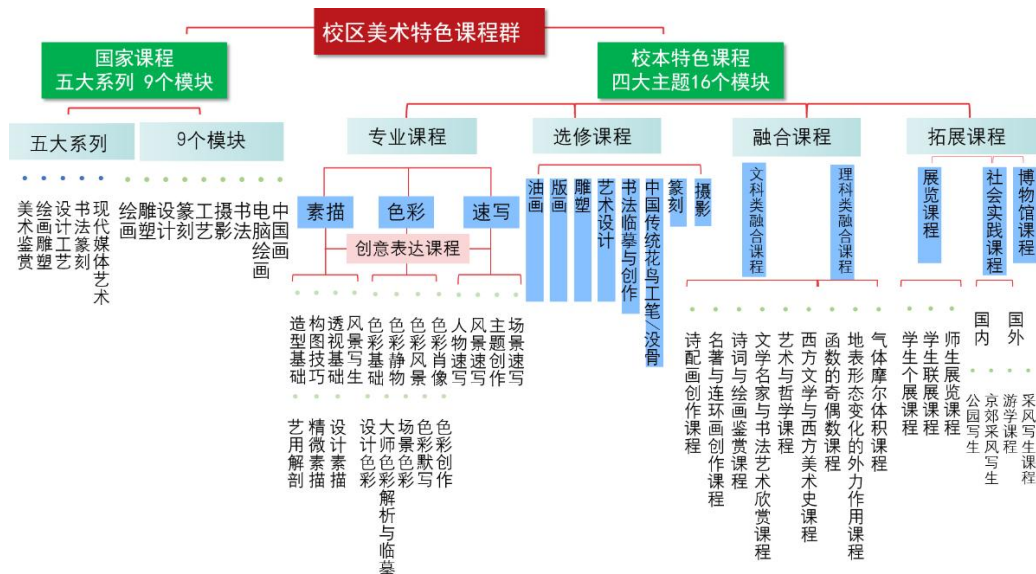 校区美术特色课程群
国家课程
五大系列 9个模块
校本特色课程
四大主题16个模块
五大系列
9个模块
专业课程
选修课程
融合课程
拓展课程
美术鉴赏
绘画雕塑
设计工艺
书法篆刻
现代媒体艺术
绘画
雕塑
设计
篆刻
工艺
摄影
书法
电脑绘画
中国画
素描
色彩
速写
创意表达课程
造型基础
构图技巧
透视基础
风景写生
色彩基础
色彩静物
色彩风景
色彩肖像
人物速写
风景速写
主题创作
场景速写
艺用解剖
精微素描
设计素描
设计色彩
大师色彩解析与临摹
场景色彩
色彩默写
色彩创作
油画
版画
雕塑
艺术设计
书法临摹与创作
中国传统花鸟工笔/没骨
篆刻
摄影
文科类融合课程
理科类融合课程
诗配画创作课程
名著与连环画创作课程
诗词与绘画鉴赏课程
文学名家与书法艺术欣赏课程
艺术与哲学课程
西方文学与西方美术史课程
函数的奇偶数课程
地表形态变化的外力作用课程
气体摩尔体积课程
展览课程
社会实践课程
博物馆课程
学生个展课程
学生联展课程
师生展览课程
国内
国外
公园写生
京郊采风写生
游学课程
采风写生课程